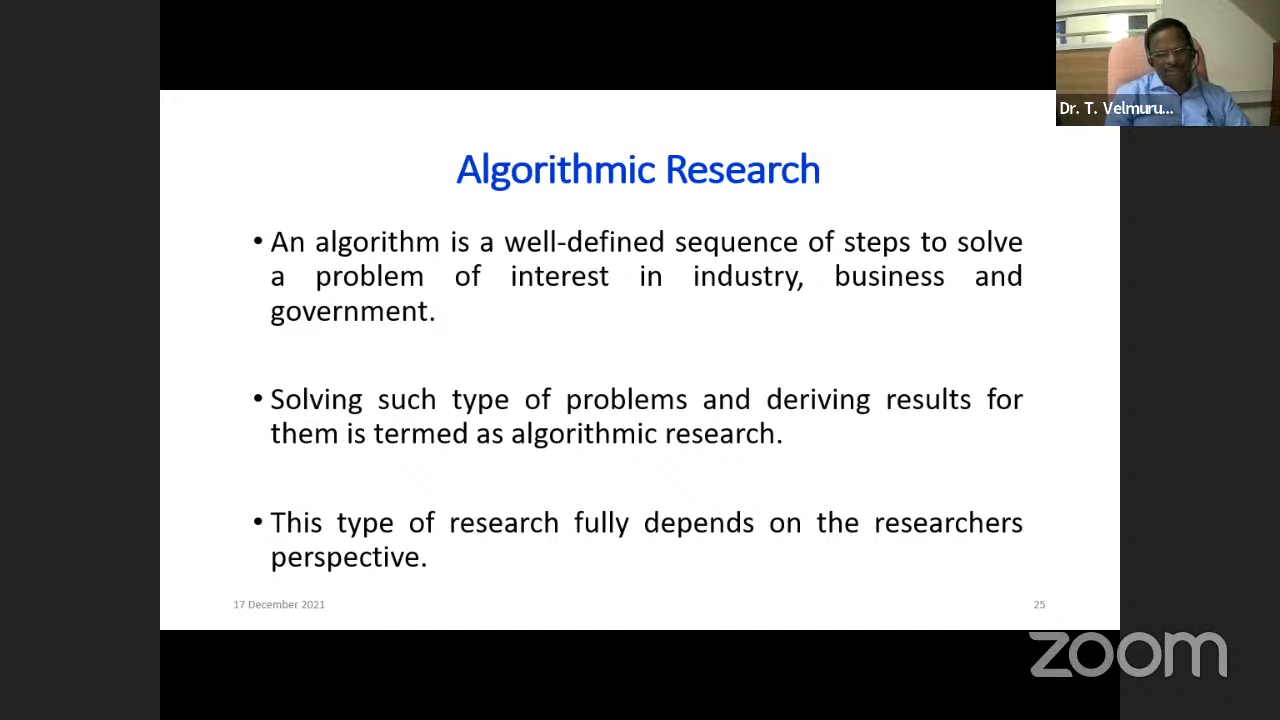 Dr. T. Velmuru...
Algorithmic Research
• An algorithm is a well-defined sequence of steps to solve
a problem of interest in industry, business and
government.
• Solving such type of problems and deriving results for
them is termed as algorithmic research.
• This type of research fully depends on the researchers
perspective.
17 December 2021
25
zoom